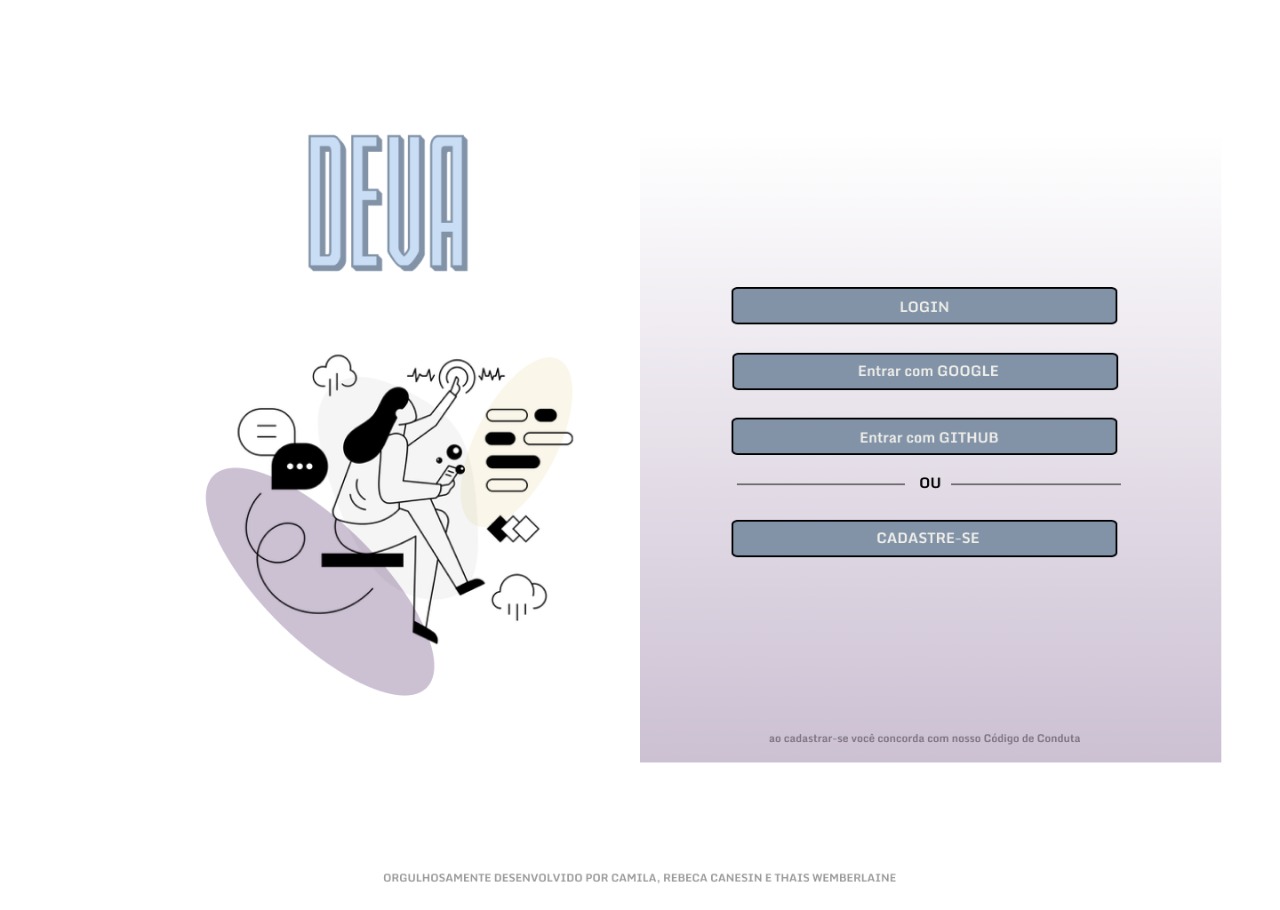 DEVA
LOGIN
Entrar com GOOGLE
Entrar com GITHUB
OU
CADASTRE-SE
ao cadastrar-se você concorda com nosso Código de Conduta
ORGULHOSAMENTE DESENVOLVIDO POR CAMILA, REBECA CANESIN E THAIS WEMBERLAINE